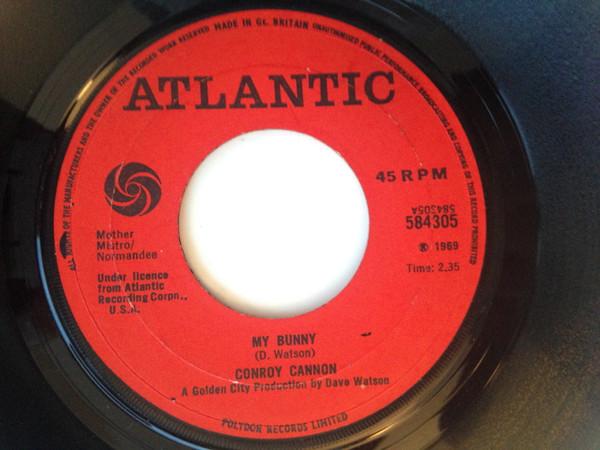 ALL RIGHTS OF THE MANUFACTURERS AND THE OWNER OF THE RECORDED WORK RESERVED MADE IN Gt. BRITAIN UNAUTHORISED PUBLIC PERFORMANCE BROADCASTING AND COPYING OF THIS RECORD PROHIBITED
ATLANTIC
45 RPM
584305A
584305
℗ 1969
Time: 2.35
Mother
Mistro/
Normandee
Under licence
from Atlantic
Recording Corpn.,
U.S.A.
MY BUNNY
(D. Watson)
CONROY CANNON
A Golden City Production by Dave Watson
POLYDOR RECORDS LIMITED